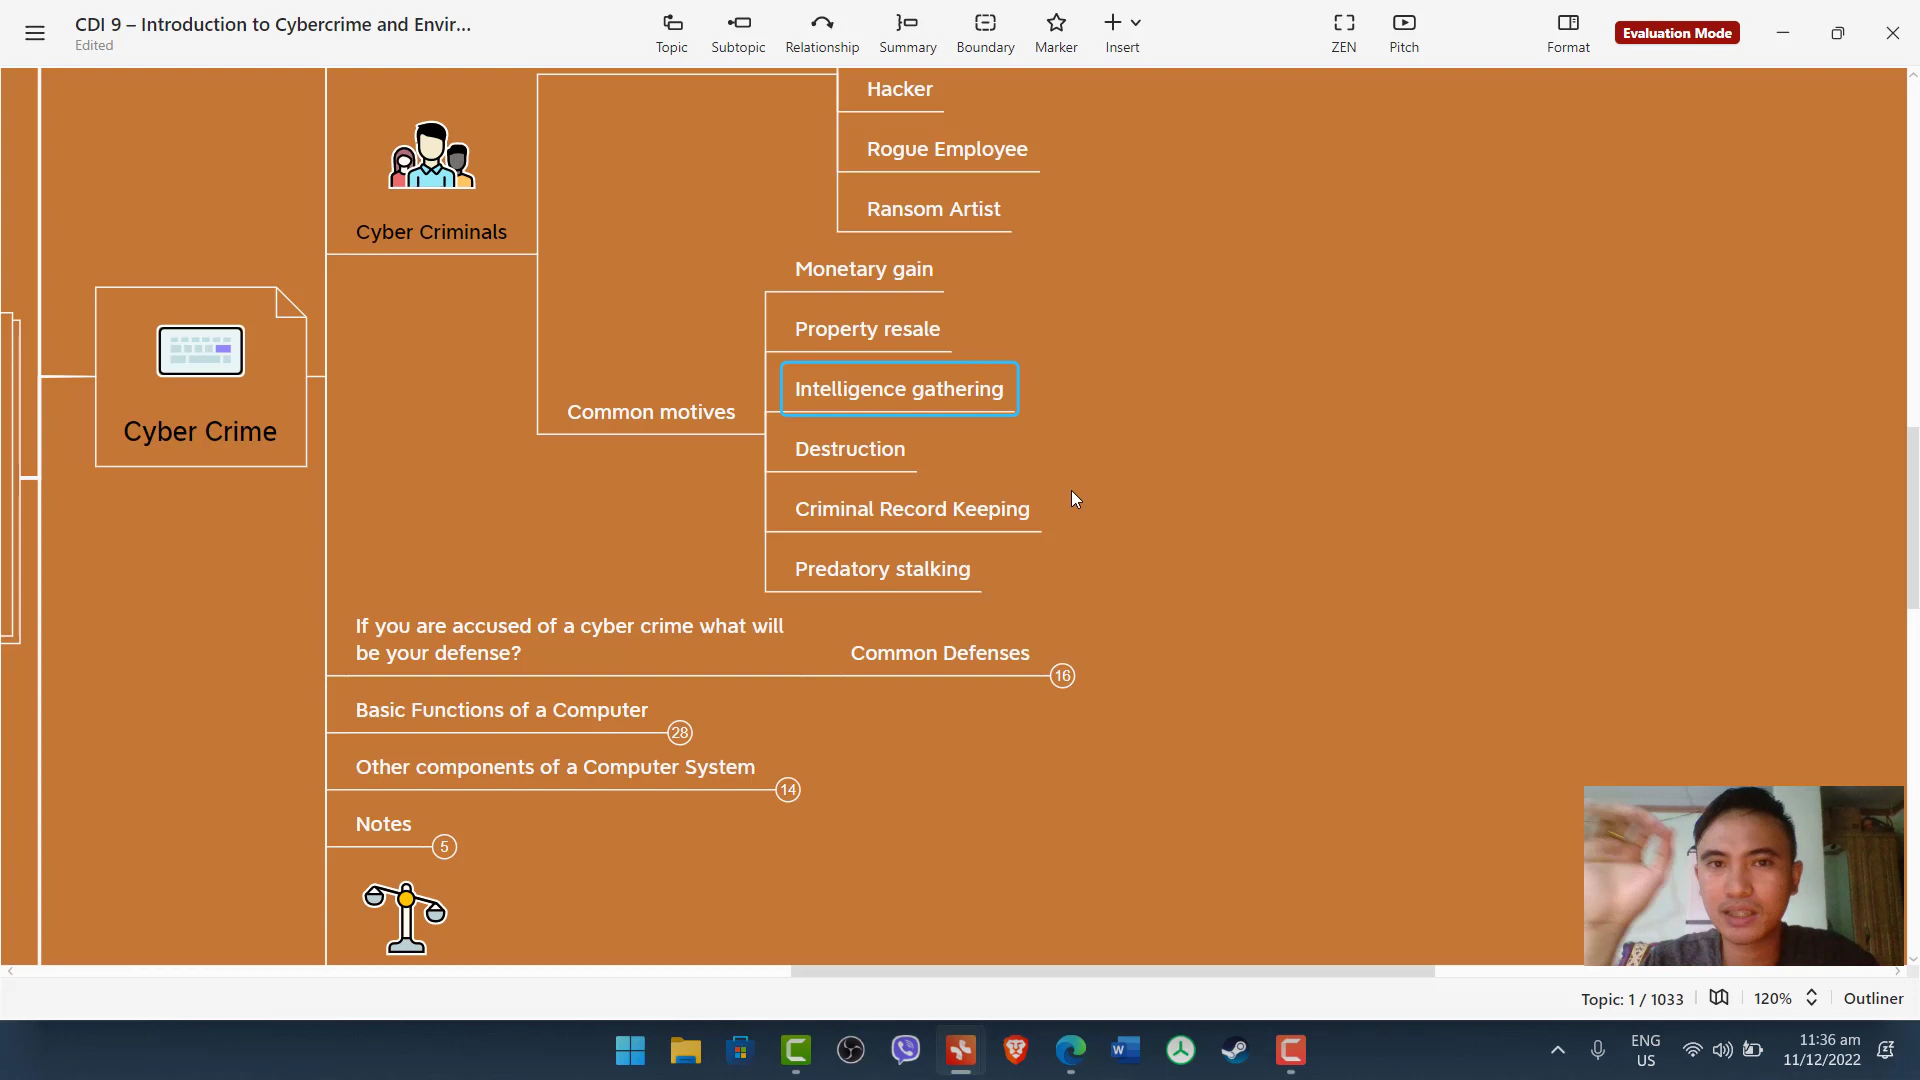 CDI 9 – Introduction to Cybercrime and Envir...
Edited
Topic
Subtopic
Relationship
Summary
Boundary
Marker
Insert
ZEN
Pitch
Format
Evaluation Mode
Hacker
Rogue Employee
Ransom Artist
Cyber Criminals
Monetary gain
Property resale
Intelligence gathering
Common motives
Cyber Crime
Destruction
Criminal Record Keeping
Predatory stalking
If you are accused of a cyber crime what will
be your defense?
Common Defenses
16
Basic Functions of a Computer
28
Other components of a Computer System
14
Notes
5
Topic: 1 / 1033
120%
Outliner
ENG
US
11:36 am
11/12/2022